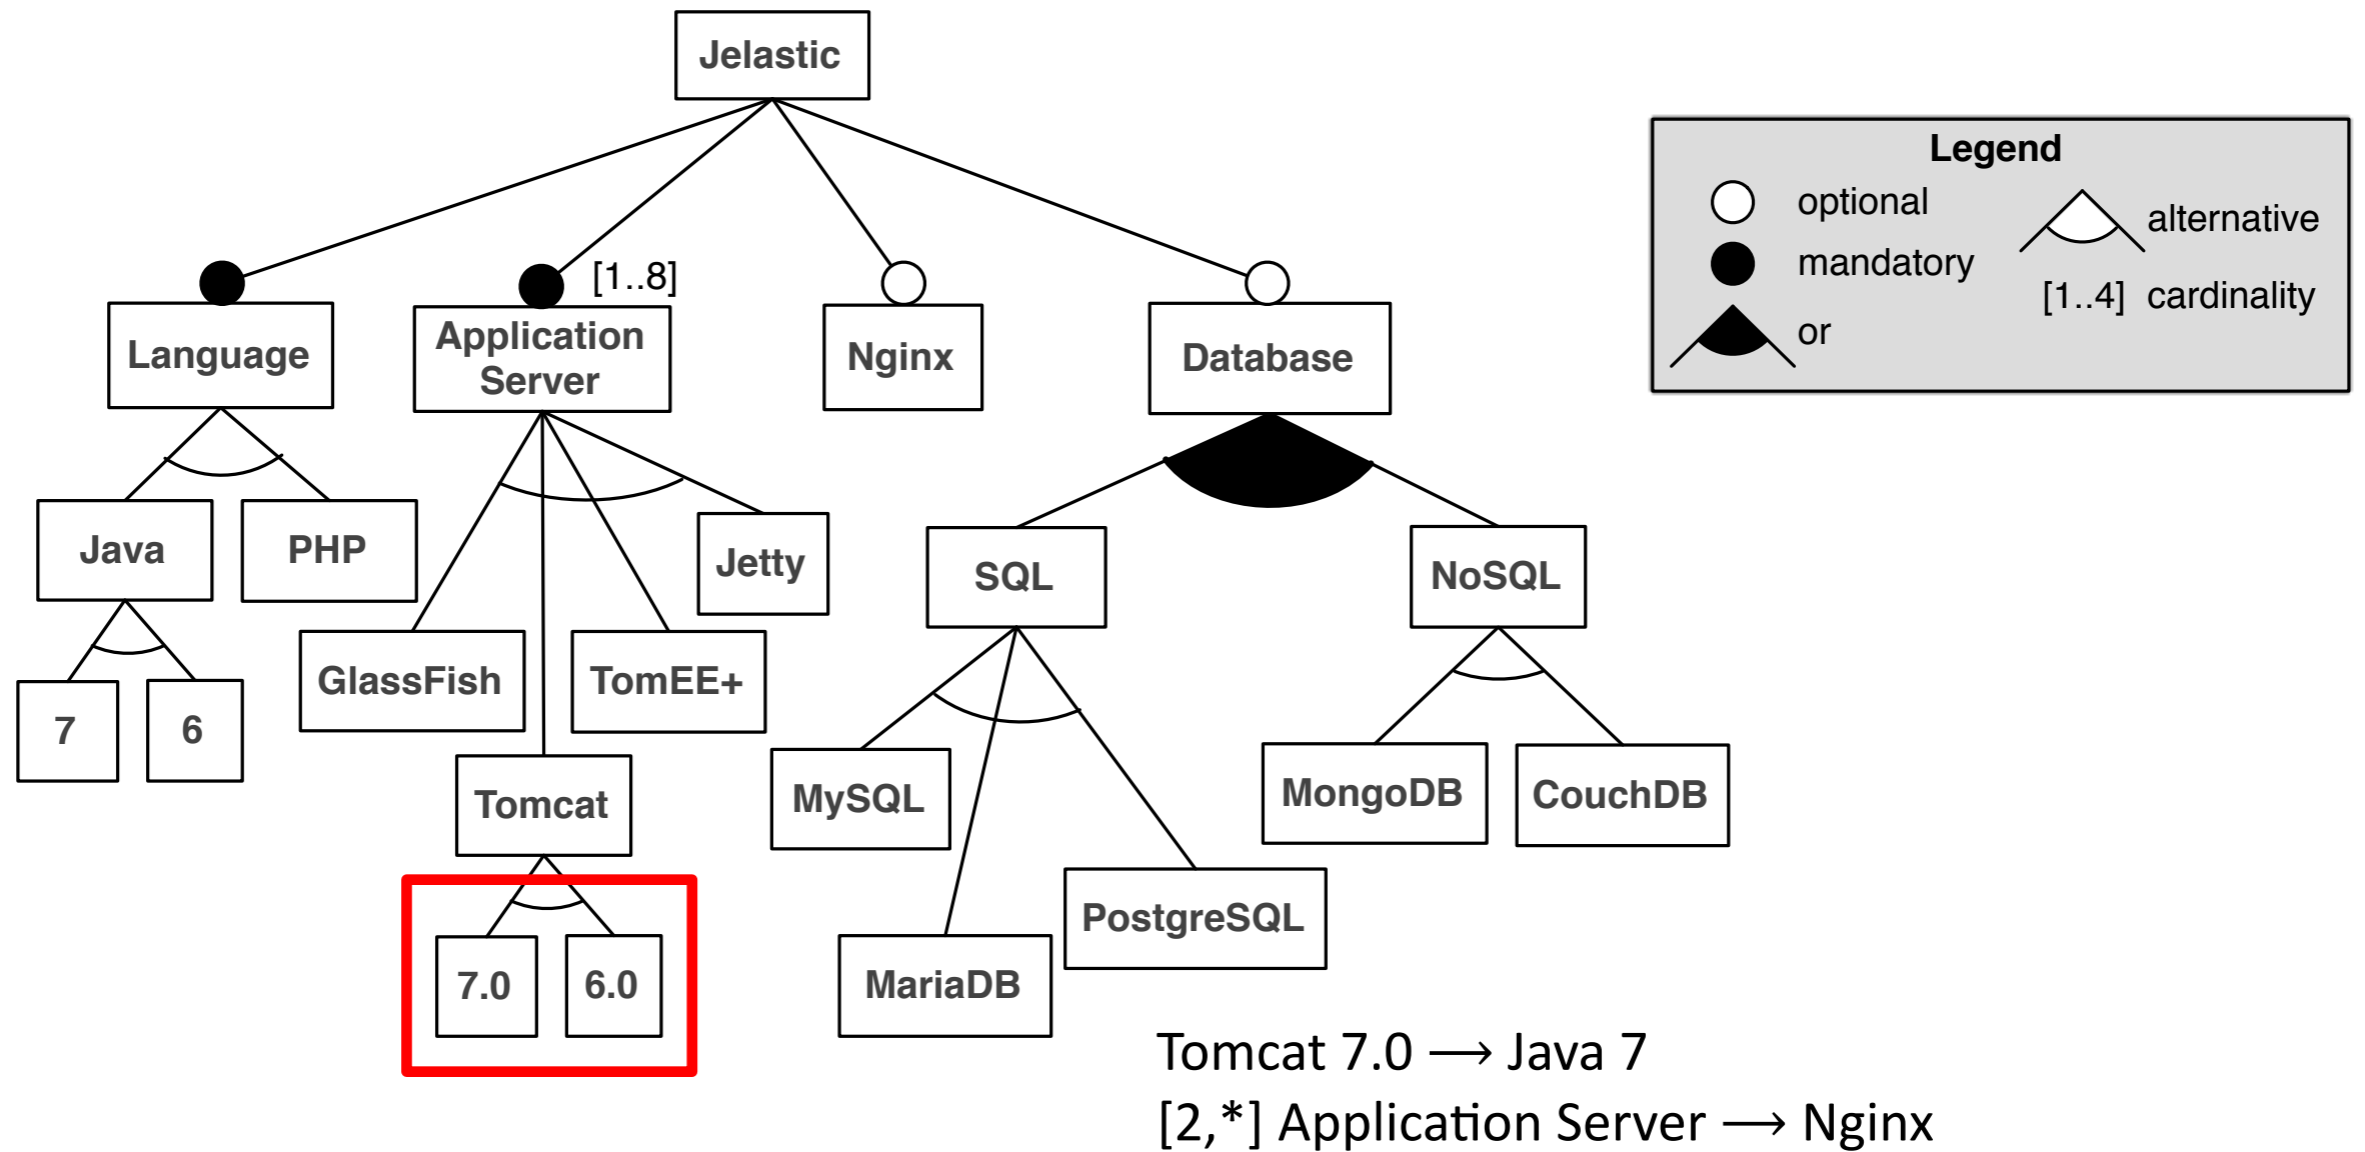 Jelastic
Legend
optional
alternative
mandatory
[1..4] cardinality
or
[1..8]
Language
Application
Server
Nginx
Database
Java
PHP
Jetty
SQL
NoSQL
7
6
GlassFish
TomEE+
Tomcat
MySQL
MongoDB
CouchDB
7.0
6.0
MariaDB
PostgreSQL
Tomcat 7.0 ⟶ Java 7
[2,*] Application Server ⟶ Nginx